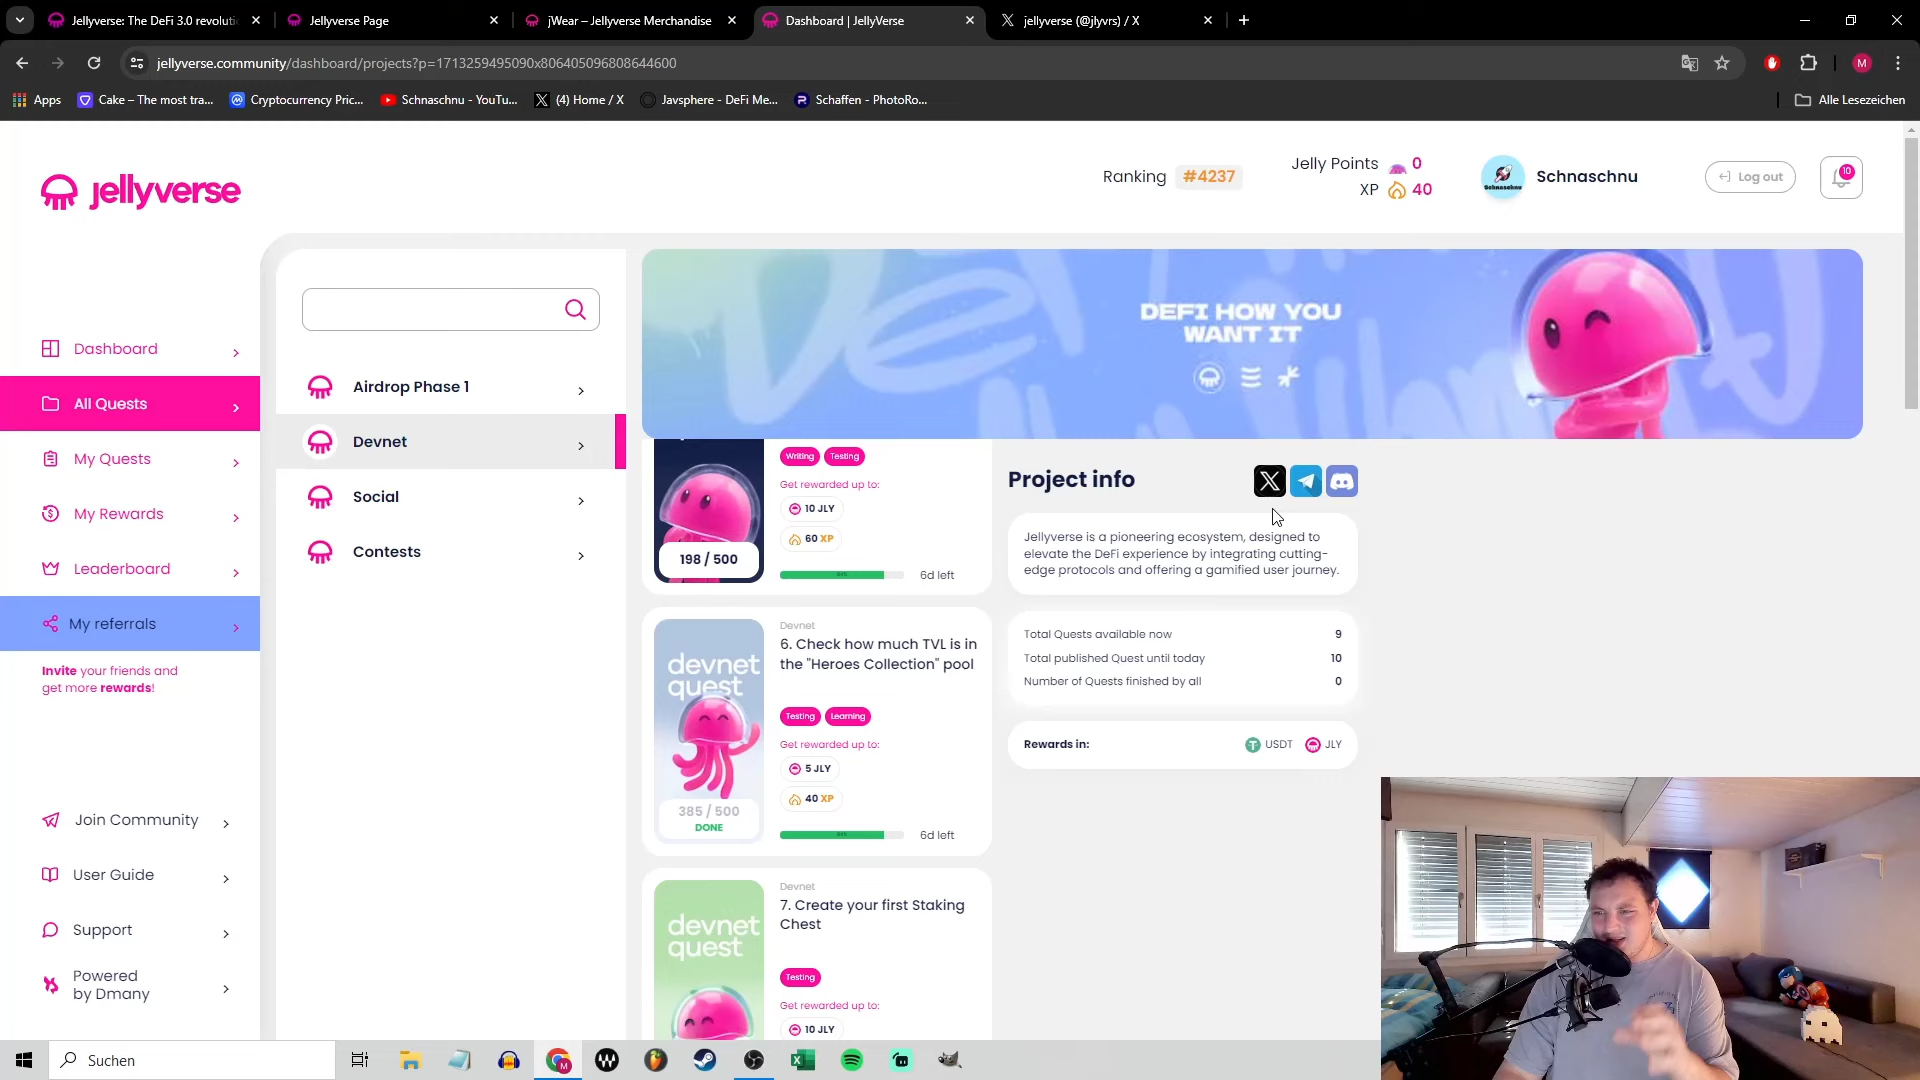 Jellyverse: The DeFi 3.0 revoluti
Jellyverse Page
jWear – Jellyverse Merchandise
Dashboard | JellyVerse
jellyverse (@jlyvrs) / X
jellyverse.community/dashboard/projects?p=1713259495090x806405096808644600
M
Apps
Cake – The most tra...
Cryptocurrency Pric...
Schnaschnu - YouTu...
(4) Home / X
Javsphere - DeFi Me...
Schaffen - PhotoRo...
Alle Lesezeichen
jellyverse
Ranking #4237
Jelly Points 0
XP 40
Schnaschnu
Schnaschnu
Log out
10
Dashboard
All Quests
My Quests
My Rewards
Leaderboard
My referrals
Invite your friends and
get more rewards!
Join Community
User Guide
Support
Powered
by Dmany
Airdrop Phase 1
Devnet
Social
Contests
DEFI HOW YOU
WANT IT
Writing Testing
Get rewarded up to:
10 JLY
60 XP
198 / 500
6d left
Devnet
6. Check how much TVL is in
the "Heroes Collection" pool
devnet
quest
Testing Learning
Get rewarded up to:
5 JLY
40 XP
385 / 500
DONE
6d left
Devnet
7. Create your first Staking
Chest
devnet
quest
Testing
Get rewarded up to:
10 JLY
Project info
Jellyverse is a pioneering ecosystem, designed to
elevate the DeFi experience by integrating cutting-
edge protocols and offering a gamified user journey.
Total Quests available now 9
Total published Quest until today 10
Number of Quests finished by all 0
Rewards in: USDT JLY
Suchen